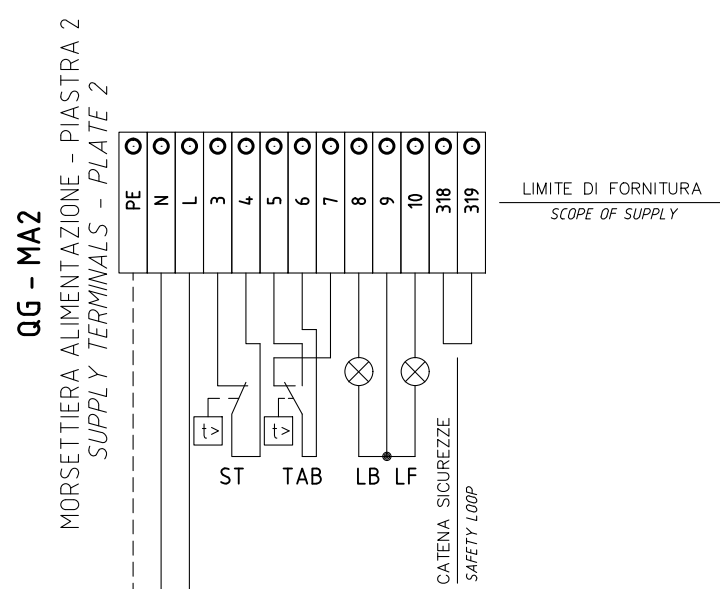 QG - MA2
MORSETTIERA ALIMENTAZIONE - PIASTRA 2
SUPPLY TERMINALS - PLATE 2
PE N L 3 4 5 6 7 8 9 10 318 319
LIMITE DI FORNITURA
SCOPE OF SUPPLY
t> t>
ST TAB LB LF
CATENA SICUREZZE
SAFETY LOOP